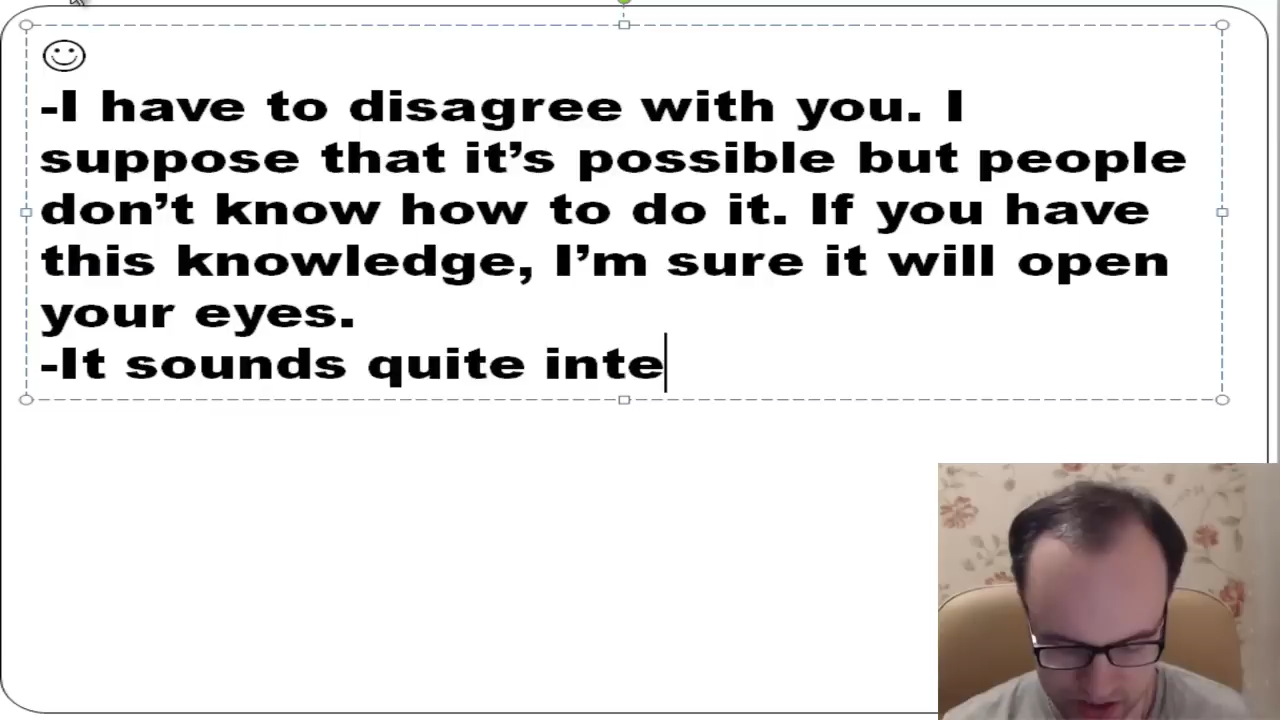 -I have to disagree with you. I
suppose that it’s possible but people
don’t know how to do it. If you have
this knowledge, I’m sure it will open
your eyes.
-It sounds quite inte